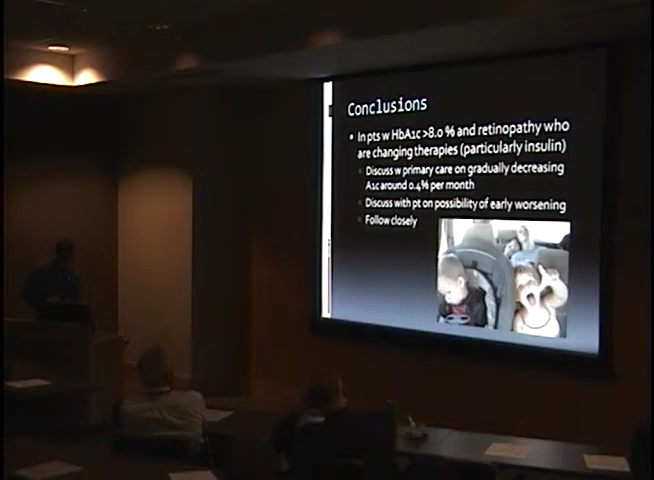 Conclusions
• In pts w HbA1c >8.0 % and retinopathy who
are changing therapies (particularly insulin)
Discuss w primary care on gradually decreasing
A1c around 0.4% per month
Discuss with pt on possibility of early worsening
Follow closely